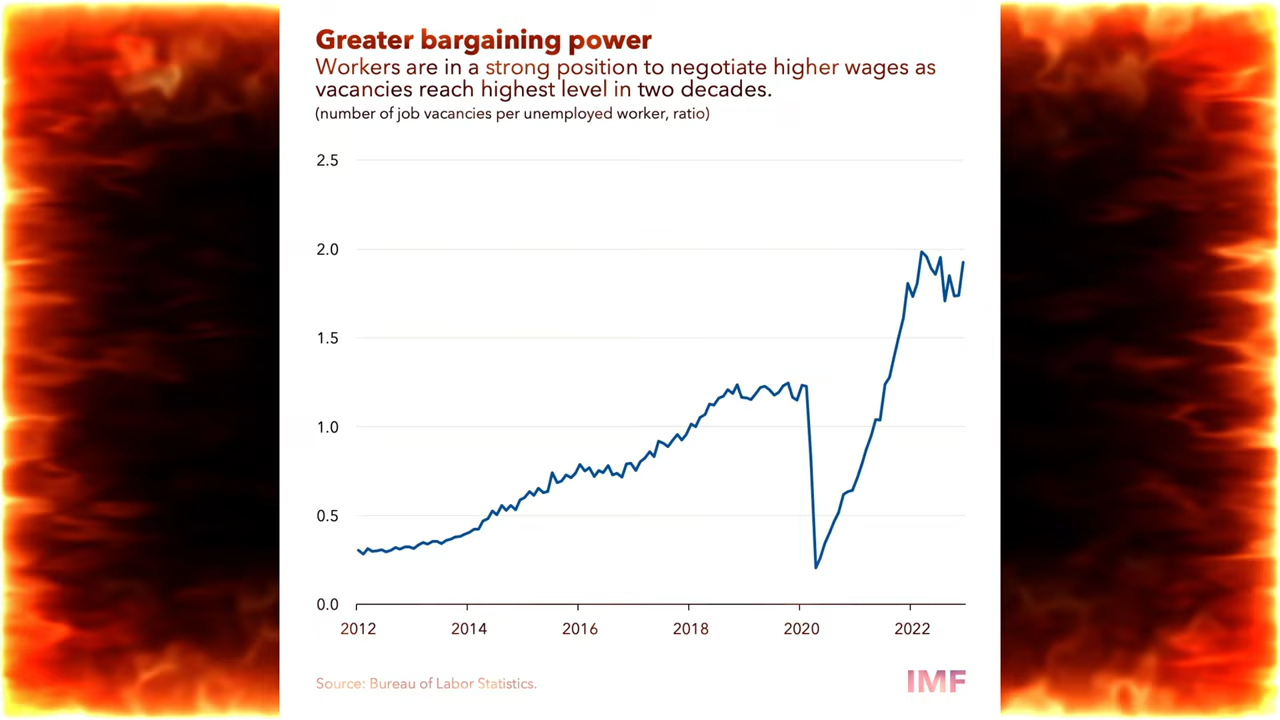 Greater bargaining power
Workers are in a strong position to negotiate higher wages as
vacancies reach highest level in two decades.
(number of job vacancies per unemployed worker, ratio)
2.5
2.0
1.5
1.0
0.5
0.0
2012 2014 2016 2018 2020 2022
Source: Bureau of Labor Statistics.
IMF